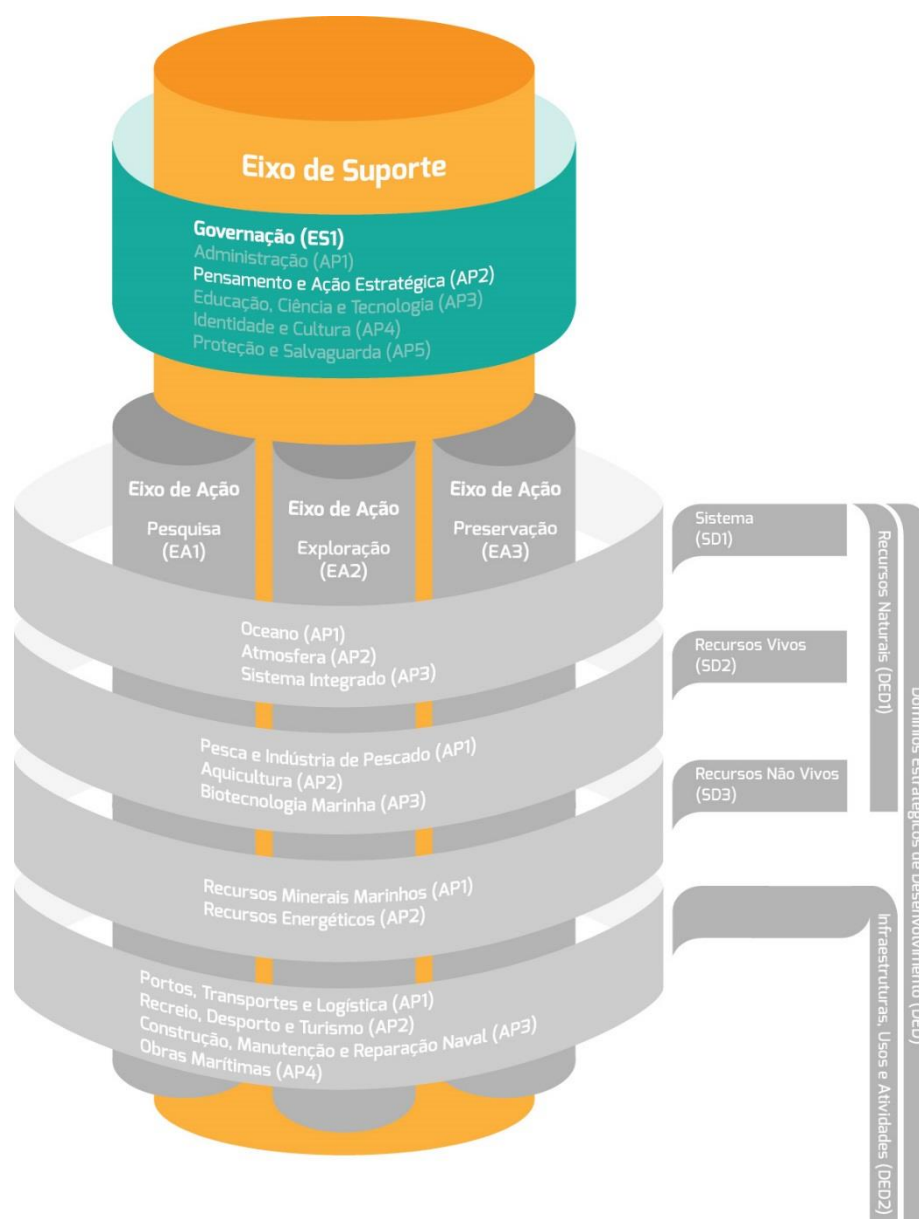 Eixo de Suporte
Governação (ES1)
Administração (AP1)
Pensamento e Ação Estratégica (AP2)
Educação, Ciência e Tecnologia (AP3)
Identidade e Cultura (AP4)
Proteção e Salvaguarda (AP5)
Eixo de Ação
Pesquisa
(EA1)
Eixo de Ação
Exploração
(EA2)
Eixo de Ação
Preservação
(EA3)
Oceano (AP1)
Atmosfera (AP2)
Sistema Integrado (AP3)
Pesca e Indústria de Pescado (AP1)
Aquicultura (AP2)
Biotecnologia Marinha (AP3)
Recursos Minerais Marinhos (AP1)
Recursos Energéticos (AP2)
Portos, Transportes e Logística (AP1)
Recreio, Desporto e Turismo (AP2)
Construção, Manutenção e Reparação Naval (AP3)
Obras Marítimas (AP4)
Sistema
(SD1)
Recursos Vivos
(SD2)
Recursos Não Vivos
(SD3)
Recursos Naturais (DED1)
Infraestruturas, Usos e Atividades (DED2)
Domínios Estratégicos de Desenvolvimento (DED)